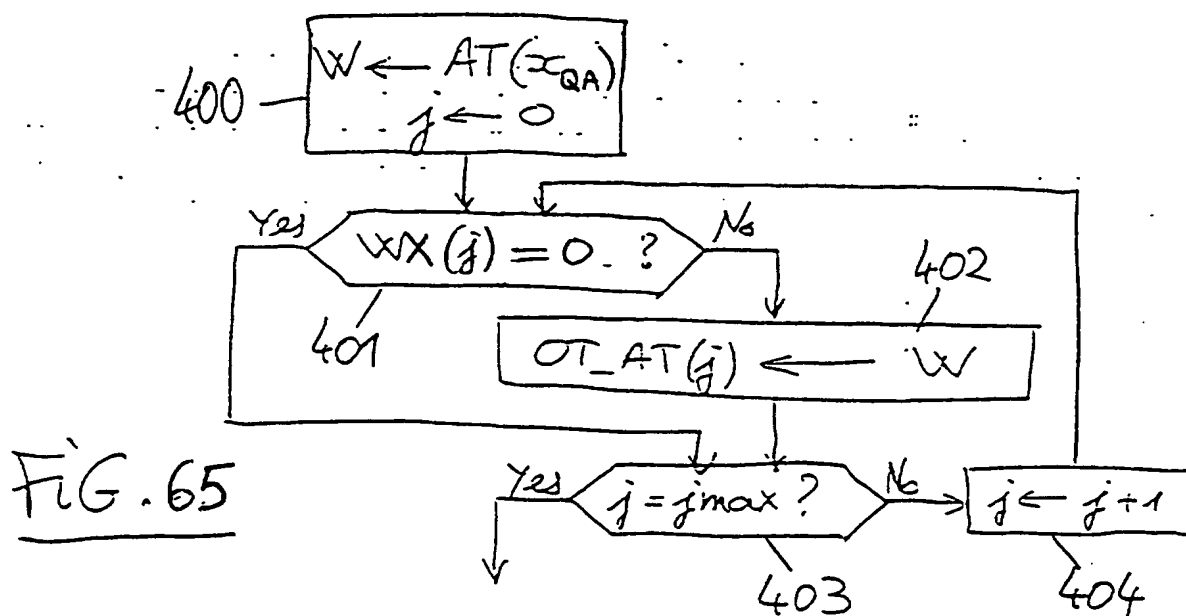 W ← AT(x_QA)
400
j ← 0
Yes
WX(j) = 0 ?
No
401
402
OT_AT(j) ← W
FIG. 65
Yes
j = jmax ?
No
j ← j+1
403
404